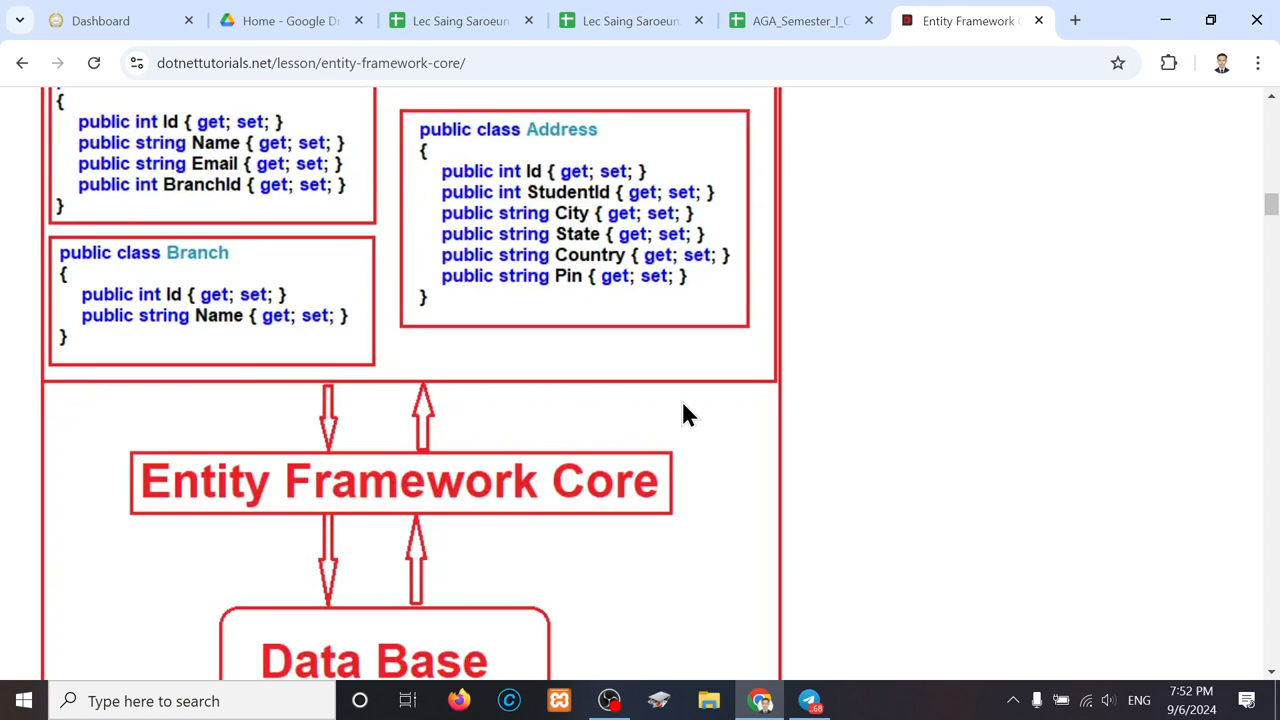 Dashboard
Home - Google Dr
Lec Saing Saroeun
Lec Saing Saroeun
AGA_Semester_I_C
Entity Framework C
dotnettutorials.net/lesson/entity-framework-core/
{
public int Id { get; set; }
public string Name { get; set; }
public string Email { get; set; }
public int BranchId { get; set; }
}
public class Branch
{
public int Id { get; set; }
public string Name { get; set; }
}
public class Address
{
public int Id { get; set; }
public int StudentId { get; set; }
public string City { get; set; }
public string State { get; set; }
public string Country { get; set; }
public string Pin { get; set; }
}
Entity Framework Core
Data Base
Type here to search
.68
ENG
7:52 PM
9/6/2024